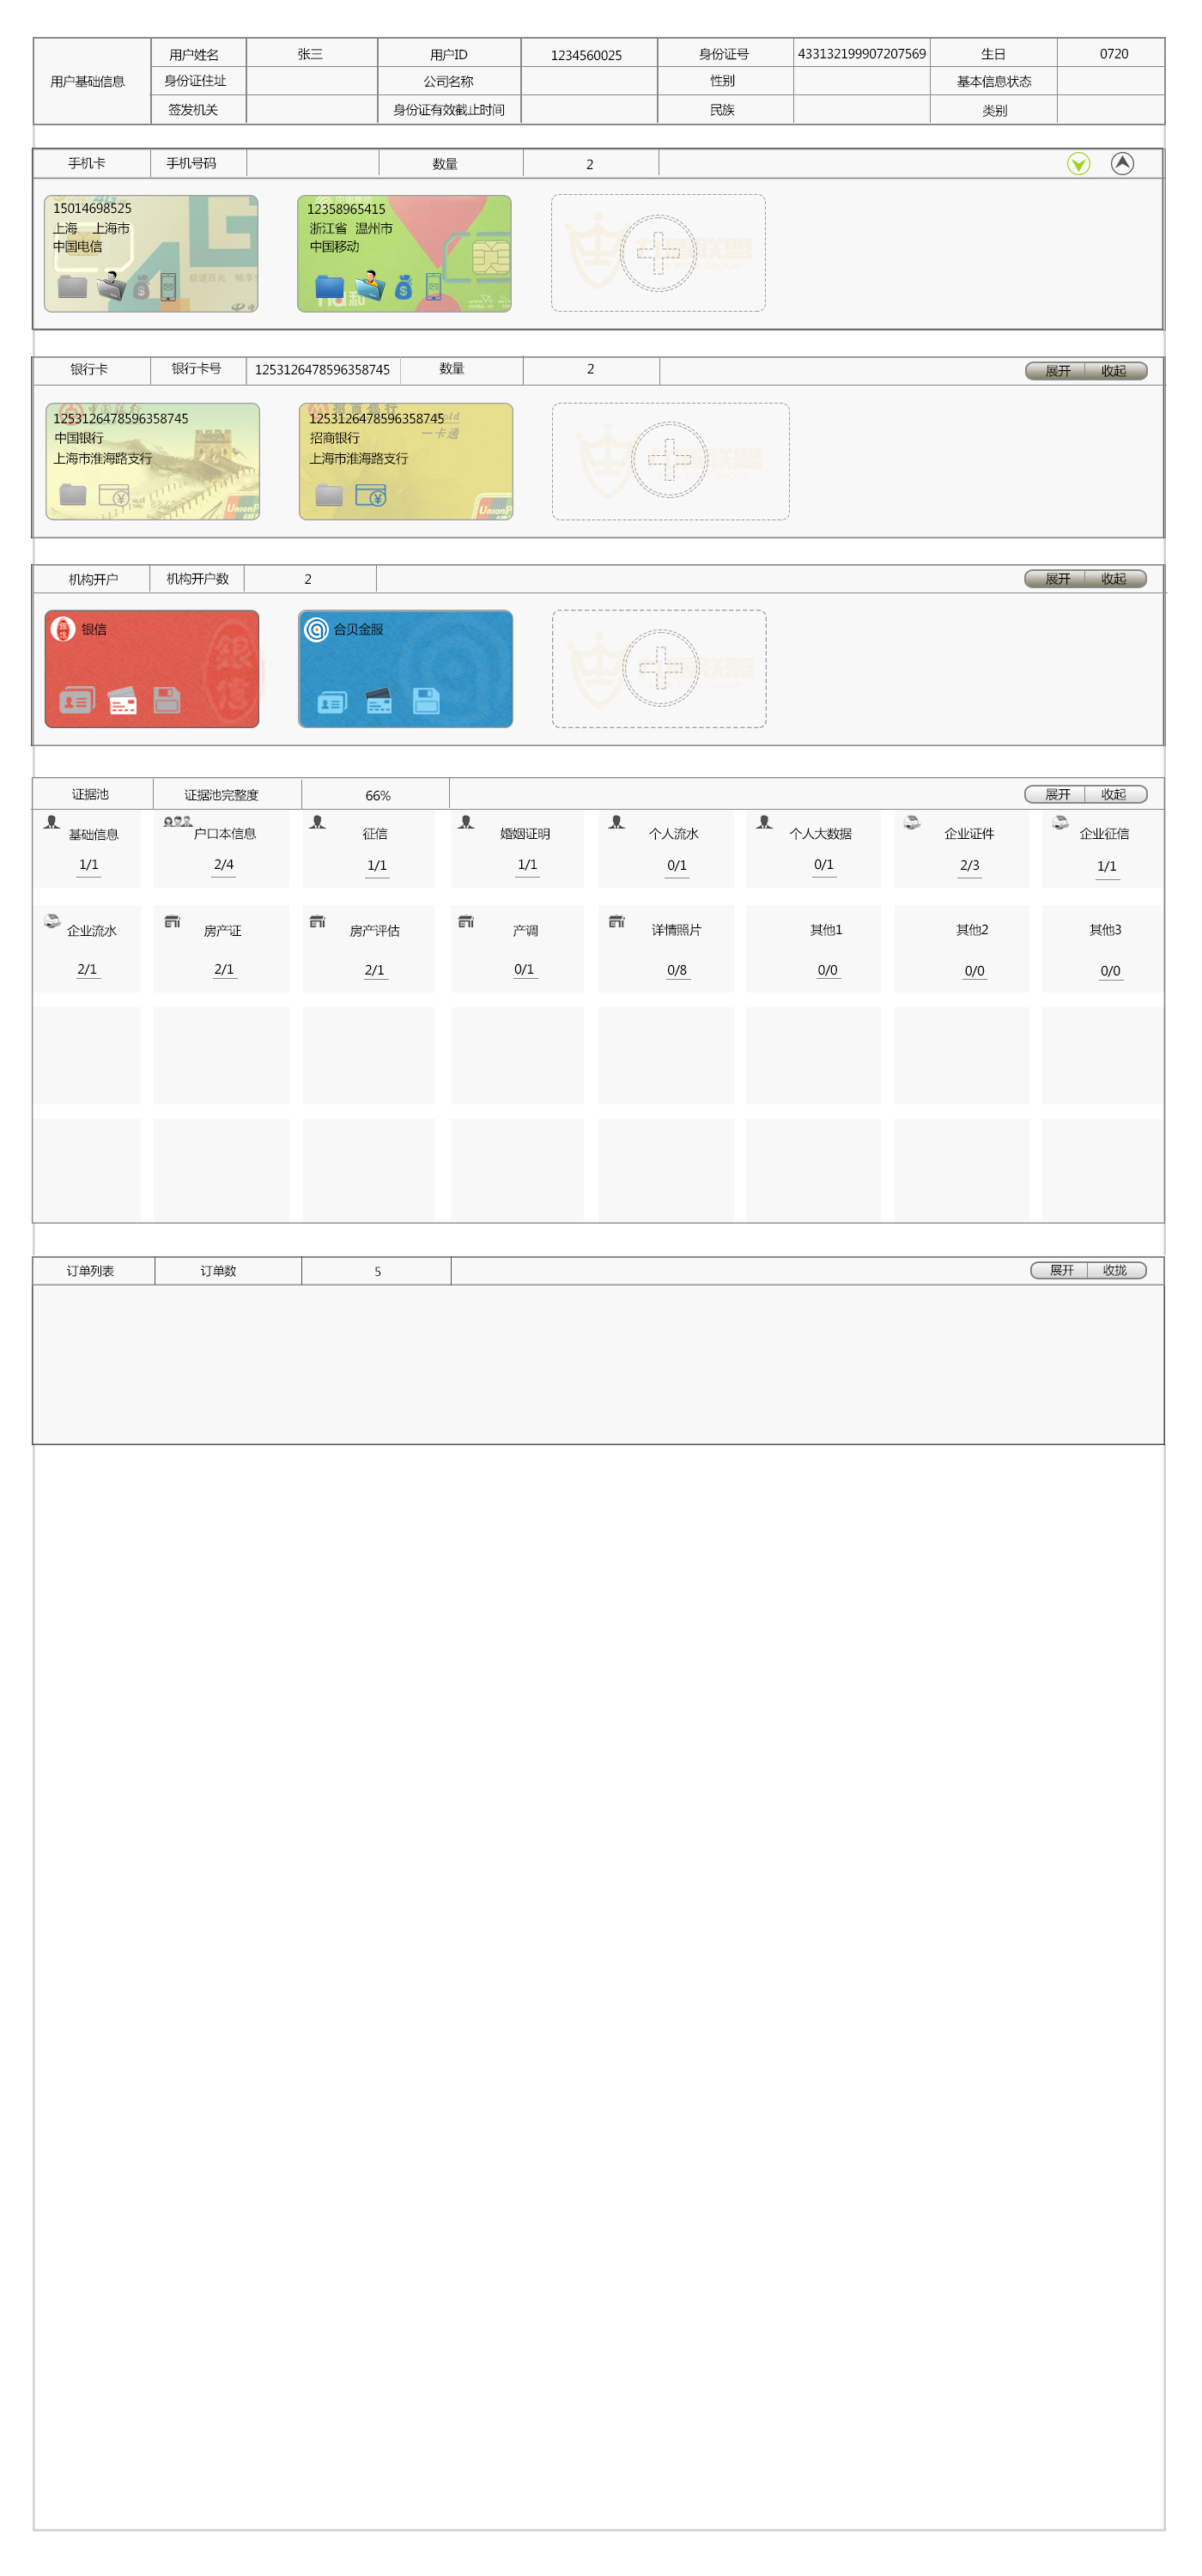 用户基础信息 用户姓名 张三 用户ID 1234560025 身份证号 433132199907207569 生日 0720
身份证住址 公司名称 性别 基本信息状态
签发机关 身份证有效截止时间 民族 类别
手机卡 手机号码 数量 2
15014698525
上海 上海市
中国电信
12358965415
浙江省 温州市
中国移动
银行卡 银行卡号 1253126478596358745 数量 2 展开 收起
1253126478596358745
中国银行
上海市淮海路支行
1253126478596358745
招商银行
一卡通
上海市淮海路支行
机构开户 机构开户数 2 展开 收起
银信
合贝金服
证据池 证据池完整度 66% 展开 收起
基础信息 户口本信息 征信 婚姻证明 个人流水 个人大数据 企业证件 企业征信
1/1 2/4 1/1 1/1 0/1 0/1 2/3 1/1
企业流水 房产证 房产评估 产调 详情照片 其他1 其他2 其他3
2/1 2/1 2/1 0/1 0/8 0/0 0/0 0/0
订单列表 订单数 5 展开 收拢